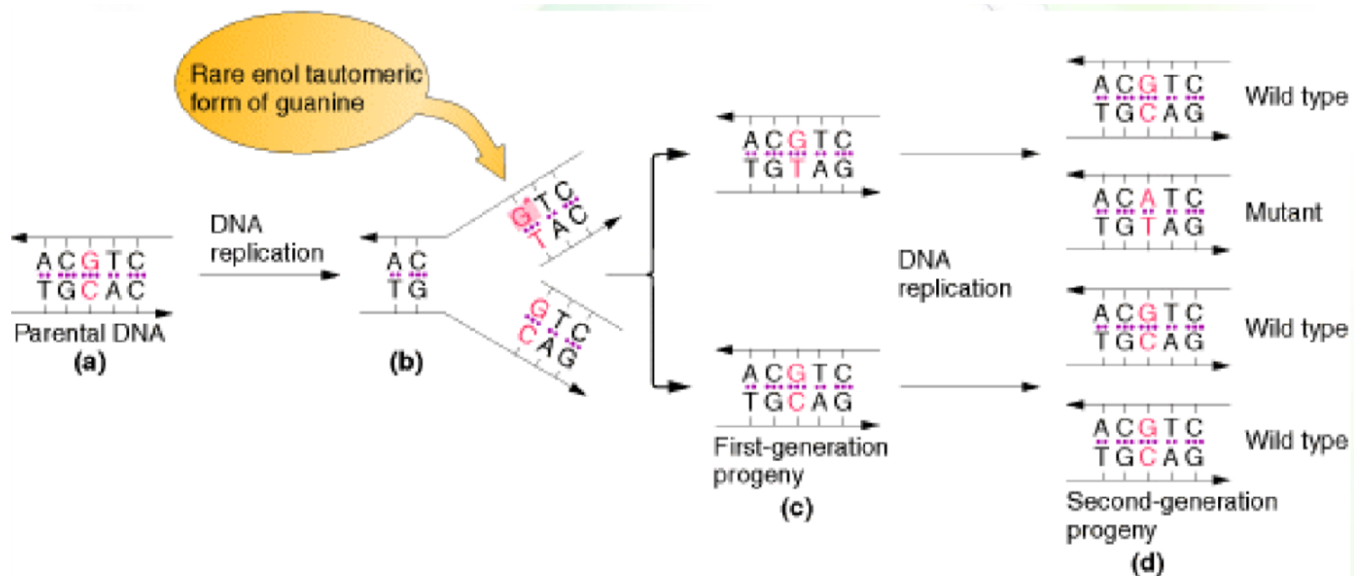 Rare enol tautomeric
form of guanine
A C G T C
T G C A C
Parental DNA
(a)
DNA
replication
A C
T G
G* T C
T A C
G T C
C A G
(b)
A C G T C
T G T A G
A C G T C
T G C A G
First-generation
progeny
(c)
DNA
replication
A C G T C
T G C A G
Wild type
A C A T C
T G T A G
Mutant
A C G T C
T G C A G
Wild type
A C G T C
T G C A G
Wild type
Second-generation
progeny
(d)